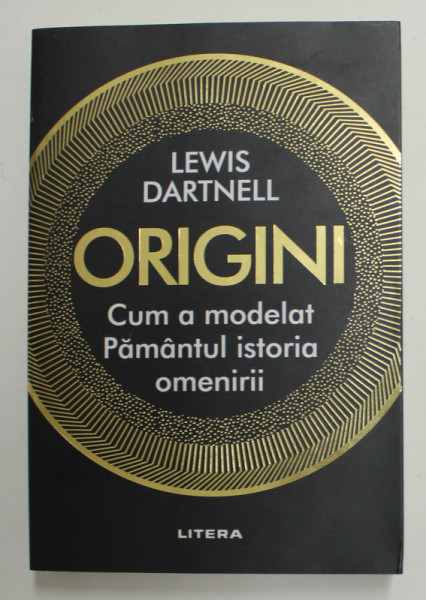 LEWIS
DARTNELL
ORIGINI
Cum a modelat
Pământul istoria
omenirii
LITERA